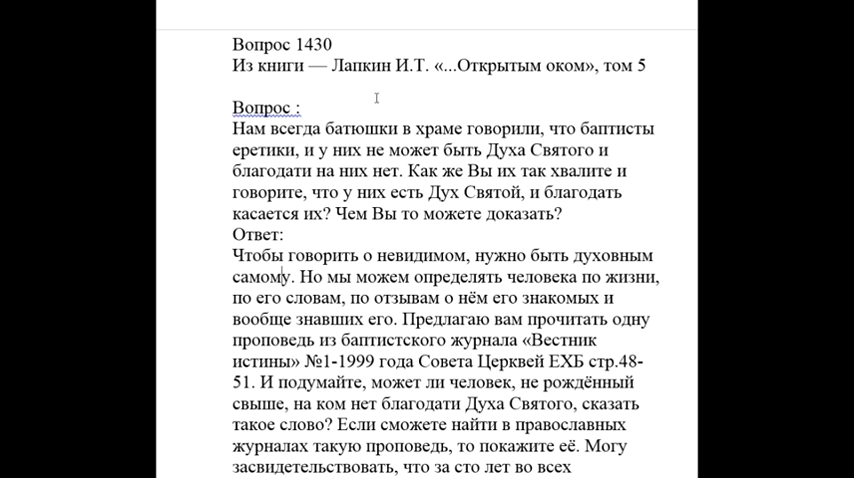 Вопрос 1430
Из книги — Лапкин И.Т. «...Открытым оком», том 5
Вопрос :
Нам всегда батюшки в храме говорили, что баптисты
еретики, и у них не может быть Духа Святого и
благодати на них нет. Как же Вы их так хвалите и
говорите, что у них есть Дух Святой, и благодать
касается их? Чем Вы то можете доказать?
Ответ:
Чтобы говорить о невидимом, нужно быть духовным
самому. Но мы можем определять человека по жизни,
по его словам, по отзывам о нём его знакомых и
вообще знавших его. Предлагаю вам прочитать одну
проповедь из баптистского журнала «Вестник
истины» №1-1999 года Совета Церквей ЕХБ стр.48-
51. И подумайте, может ли человек, не рождённый
свыше, на ком нет благодати Духа Святого, сказать
такое слово? Если сможете найти в православных
журналах такую проповедь, то покажите её. Могу
засвидетельствовать, что за сто лет во всех